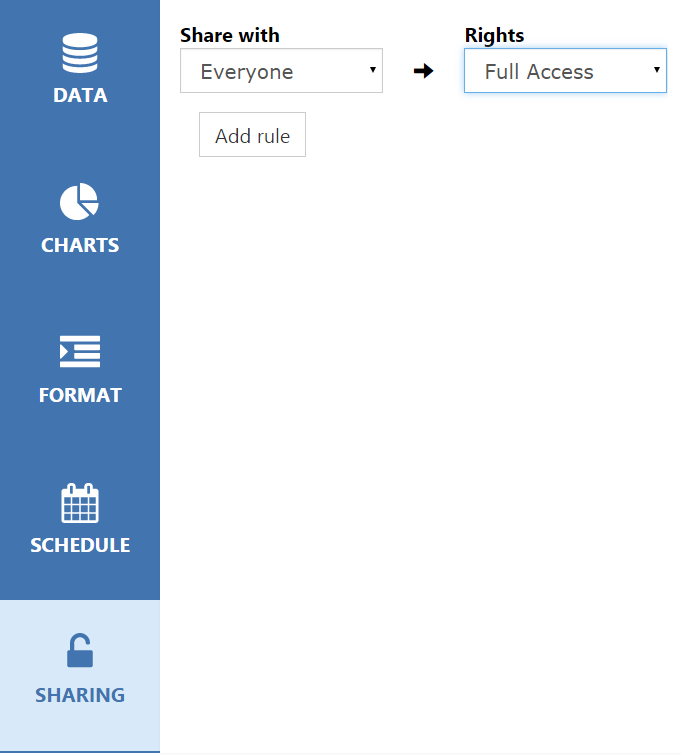 DATA
CHARTS
FORMAT
SCHEDULE
SHARING
Share with
Rights
Everyone
Full Access
Add rule